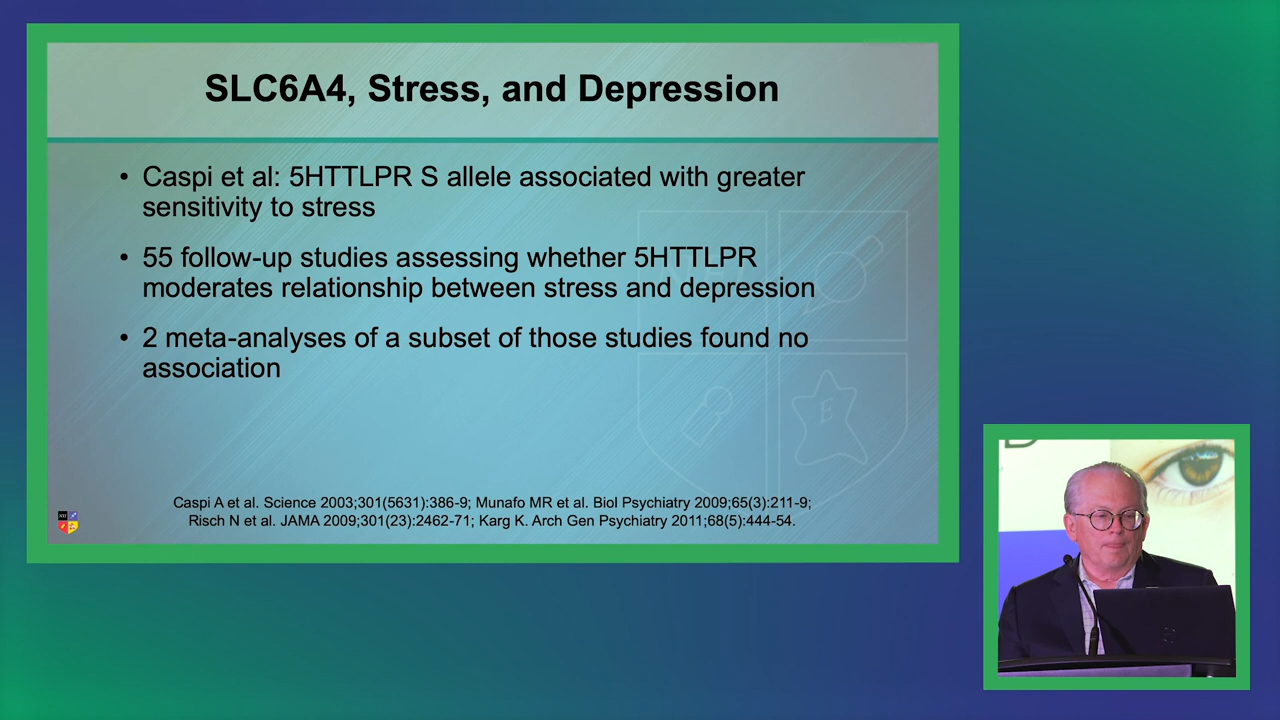 SLC6A4, Stress, and Depression
• Caspi et al: 5HTTLPR S allele associated with greater
sensitivity to stress
• 55 follow-up studies assessing whether 5HTTLPR
moderates relationship between stress and depression
• 2 meta-analyses of a subset of those studies found no
association
E
Caspi A et al. Science 2003;301(5631):386-9; Munafo MR et al. Biol Psychiatry 2009;65(3):211-9;
Risch N et al. JAMA 2009;301(23):2462-71; Karg K. Arch Gen Psychiatry 2011;68(5):444-54.